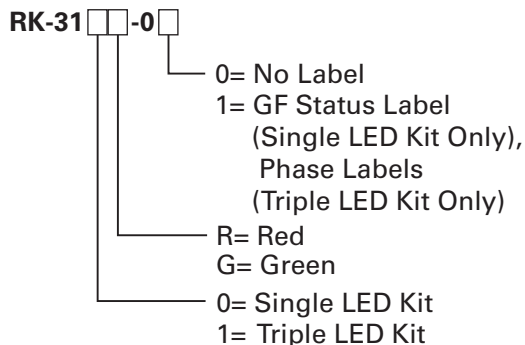 RK-31□□-0□
0= No Label
1= GF Status Label
(Single LED Kit Only),
Phase Labels
(Triple LED Kit Only)
R= Red
G= Green
0= Single LED Kit
1= Triple LED Kit